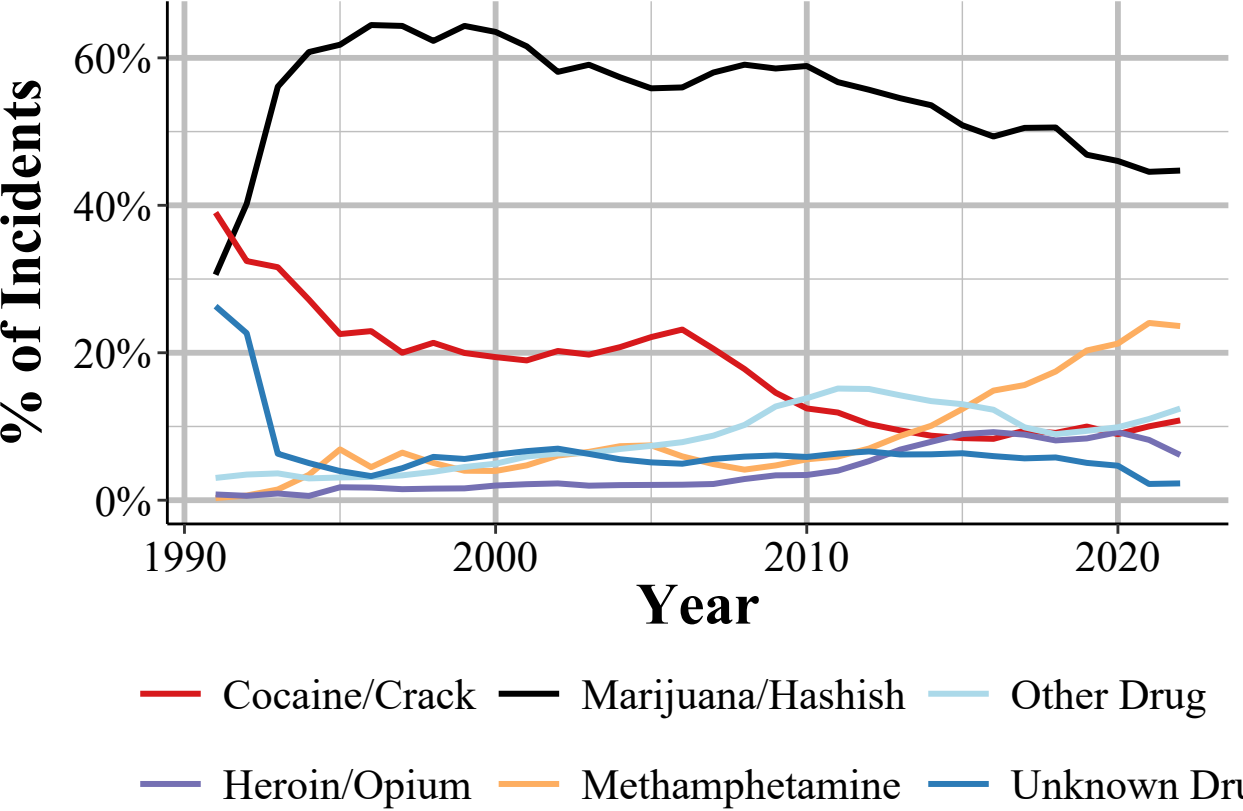 % of Incidents
60%
40%
20%
0%
1990 2000 2010 2020
Year
Cocaine/Crack Marijuana/Hashish Other Drug
Heroin/Opium Methamphetamine Unknown